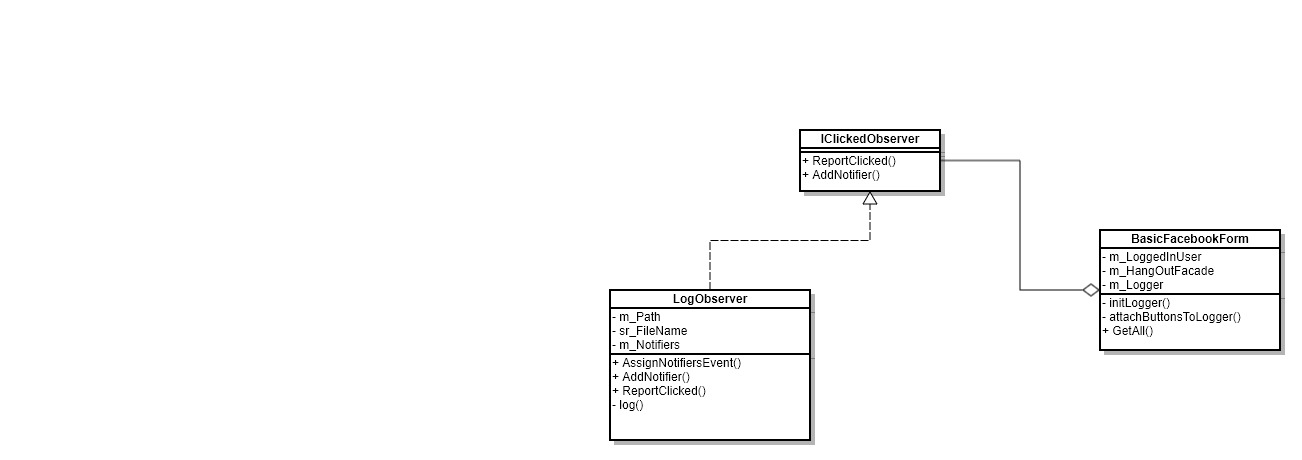 IClickedObserver
+ ReportClicked()
+ AddNotifier()
BasicFacebookForm
- m_LoggedInUser
- m_HangOutFacade
- m_Logger
- initLogger()
- attachButtonsToLogger()
+ GetAll()
LogObserver
- m_Path
- sr_FileName
- m_Notifiers
+ AssignNotifiersEvent()
+ AddNotifier()
+ ReportClicked()
- log()